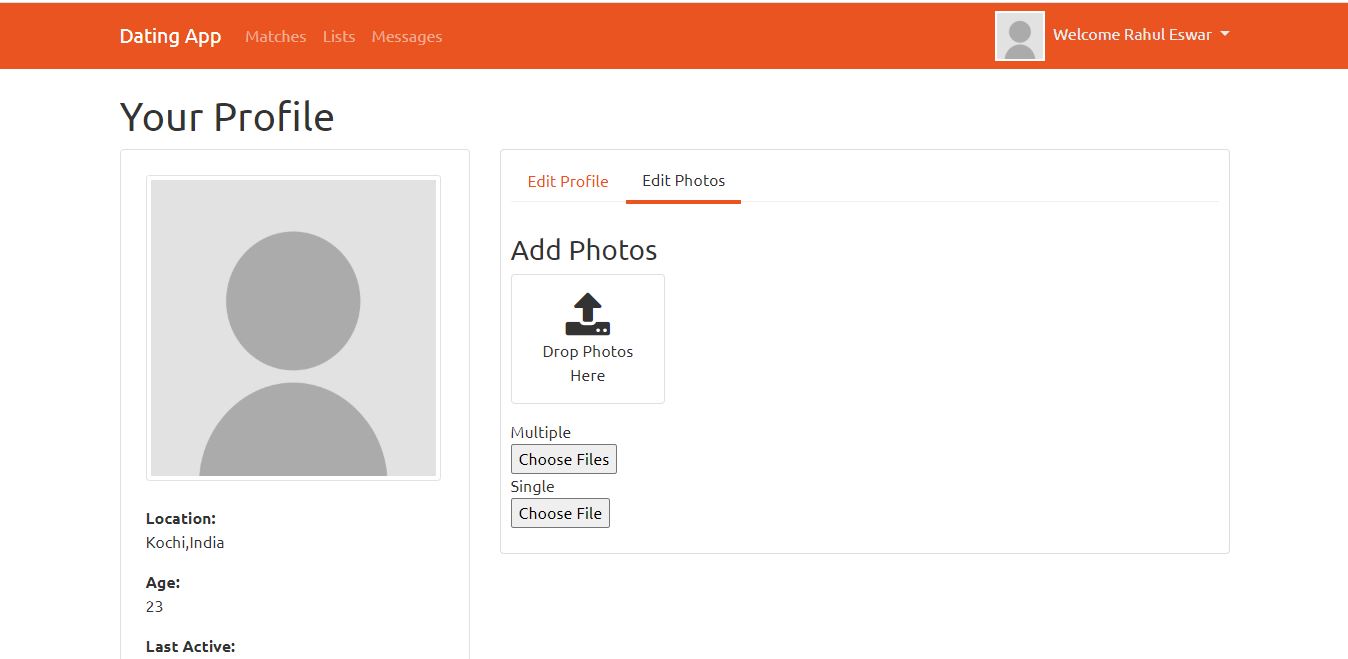 Dating App Matches Lists Messages Welcome Rahul Eswar
Your Profile
Edit Profile Edit Photos
Add Photos
Drop Photos
Here
Multiple
Choose Files
Single
Choose File
Location:
Kochi,India
Age:
23
Last Active: